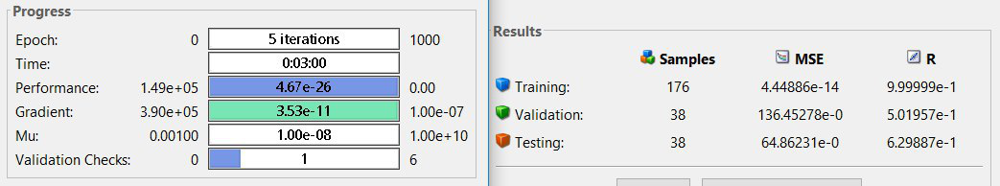 Progress
Epoch: 0 5 iterations 1000
Time: 0:03:00
Performance: 1.49e+05 4.67e-26 0.00
Gradient: 3.90e+05 3.53e-11 1.00e-07
Mu: 0.00100 1.00e-08 1.00e+10
Validation Checks: 0 1 6
Results
Samples MSE R
Training: 176 4.44886e-14 9.99999e-1
Validation: 38 136.45278e-0 5.01957e-1
Testing: 38 64.86231e-0 6.29887e-1